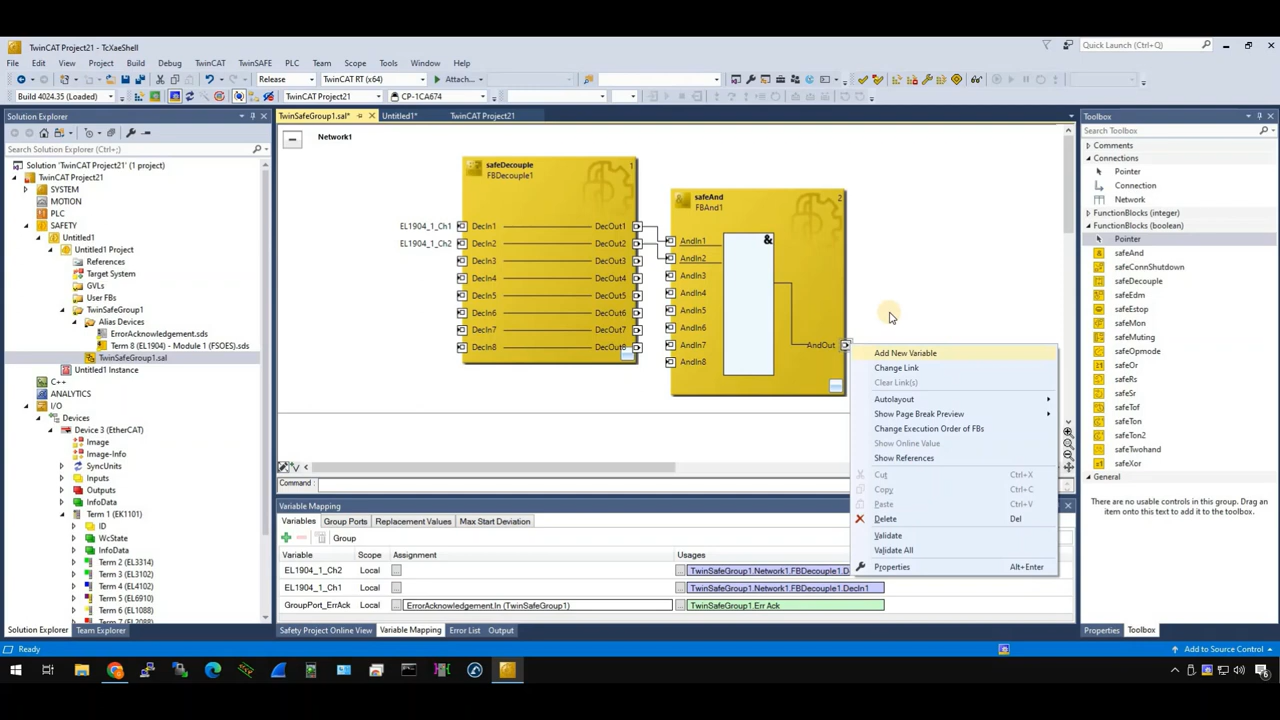 TwinCAT Project21 - TcXaeShell
Quick Launch (Ctrl+Q)
File Edit View Project Build Debug TwinCAT TwinSAFE PLC Team Scope Tools Window Help
Release TwinCAT RT (x64) Attach...
Build 4024.35 (Loaded) TwinCAT Project21 CP-1CA674
Solution Explorer
Search Solution Explorer (Ctrl+;)
Solution 'TwinCAT Project21' (1 project)
TwinCAT Project21
SYSTEM
MOTION
PLC
SAFETY
Untitled1
Untitled1 Project
References
Target System
GVLs
User FBs
TwinSafeGroup1
Alias Devices
ErrorAcknowledgement.sds
Term 8 (EL1904) - Module 1 (FSOES).sds
TwinSafeGroup1.sal
Untitled1 Instance
C++
ANALYTICS
I/O
Devices
Device 3 (EtherCAT)
Image
Image-Info
SyncUnits
Inputs
Outputs
InfoData
Term 1 (EK1101)
ID
WcState
InfoData
Term 2 (EL3314)
Term 3 (EL1088)
Term 4 (EL6001)
Term 5 (EL6910)
Term 6 (EL1088)
Solution Explorer Team Explorer
TwinSafeGroup1.sal* Untitled1* TwinCAT Project21
Network1
safeDecouple 1
FBDecouple1
EL1904_1_Ch1 DecIn1 DecOut1
EL1904_1_Ch2 DecIn2 DecOut2
DecIn3 DecOut3
DecIn4 DecOut4
DecIn5 DecOut5
DecIn6 DecOut6
DecIn7 DecOut7
DecIn8 DecOut8
safeAnd 2
FBAnd1
&
AndIn1
AndIn2
AndIn3
AndIn4
AndIn5
AndIn6
AndIn7 AndOut
AndIn8
Add New Variable
Change Link
Clear Link(s)
Autolayout
Show Page Break Preview
Change Execution Order of FBs
Show Online Value
Show References
Cut Ctrl+X
Copy Ctrl+C
Paste Ctrl+V
Delete Del
Validate
Validate All
Properties Alt+Enter
Command :
Variable Mapping
Variables Group Ports Replacement Values Max Start Deviation
Group
Variable Scope Assignment Usages
EL1904_1_Ch2 Local ... ... TwinSafeGroup1.Network1.FBDecouple1.D
EL1904_1_Ch1 Local ... ... TwinSafeGroup1.Network1.FBDecouple1.DecIn1
GroupPort_ErrAck Local ... ErrorAcknowledgement.In (TwinSafeGroup1) ... TwinSafeGroup1.Err Ack
Safety Project Online View Variable Mapping Error List Output
Toolbox
Search Toolbox
Comments
Connections
Pointer
Connection
Network
FunctionBlocks (integer)
FunctionBlocks (boolean)
Pointer
safeAnd
safeConnShutdown
safeDecouple
safeEdm
safeEstop
safeMon
safeMuting
safeOpmode
safeOr
safeRs
safeSr
safeTof
safeTon
safeTon2
safeTwohand
safeXor
General
There are no usable controls in this group. Drag an
item onto this text to add it to the toolbox.
Properties Toolbox
Ready
Add to Source Control
6